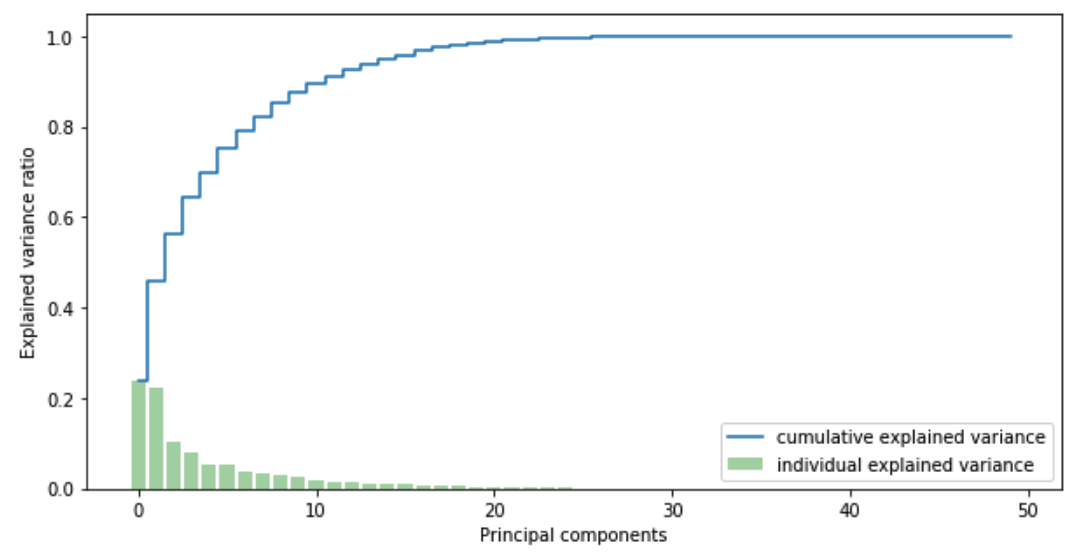 1.0
0.8
0.6
0.4
0.2
0.0
Explained variance ratio
cumulative explained variance
individual explained variance
0 10 20 30 40 50
Principal components